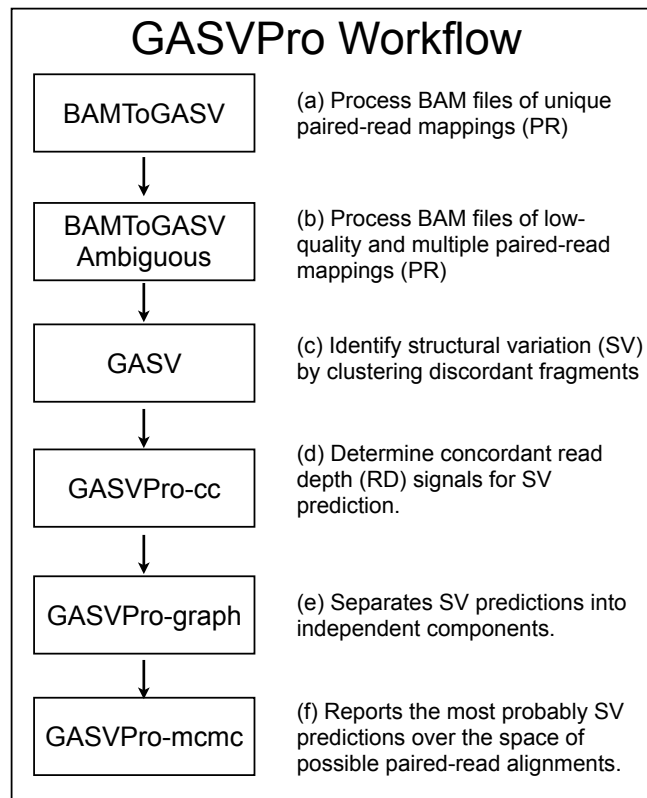 GASVPro Workflow
BAMToGASV
(a) Process BAM files of unique
paired-read mappings (PR)
BAMToGASV
Ambiguous
(b) Process BAM files of low-
quality and multiple paired-read
mappings (PR)
GASV
(c) Identify structural variation (SV)
by clustering discordant fragments
GASVPro-cc
(d) Determine concordant read
depth (RD) signals for SV
prediction.
GASVPro-graph
(e) Separates SV predictions into
independent components.
GASVPro-mcmc
(f) Reports the most probably SV
predictions over the space of
possible paired-read alignments.